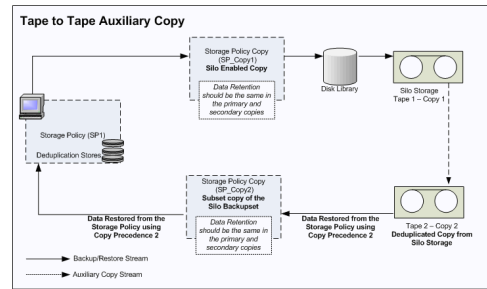 Tape to Tape Auxiliary Copy
Storage Policy Copy
(SP_Copy1)
Silo Enabled Copy
Data Retention
should be the same in
the primary and
secondary copies
Disk Library
Silo Storage
Tape 1 – Copy 1
Storage Policy (SP1)
Deduplication Stores
Storage Policy Copy
(SP_Copy2)
Subset copy of the
Silo Backupset
Data Retention
should be the same in
the primary and
secondary copies
Data Restored from the
Storage Policy using
Copy Precedence 2
Data Restored from the
Storage Policy using
Copy Precedence 2
Tape 2 – Copy 2
Deduplicated Copy from
Silo Storage
Backup/Restore Stream
Auxiliary Copy Stream